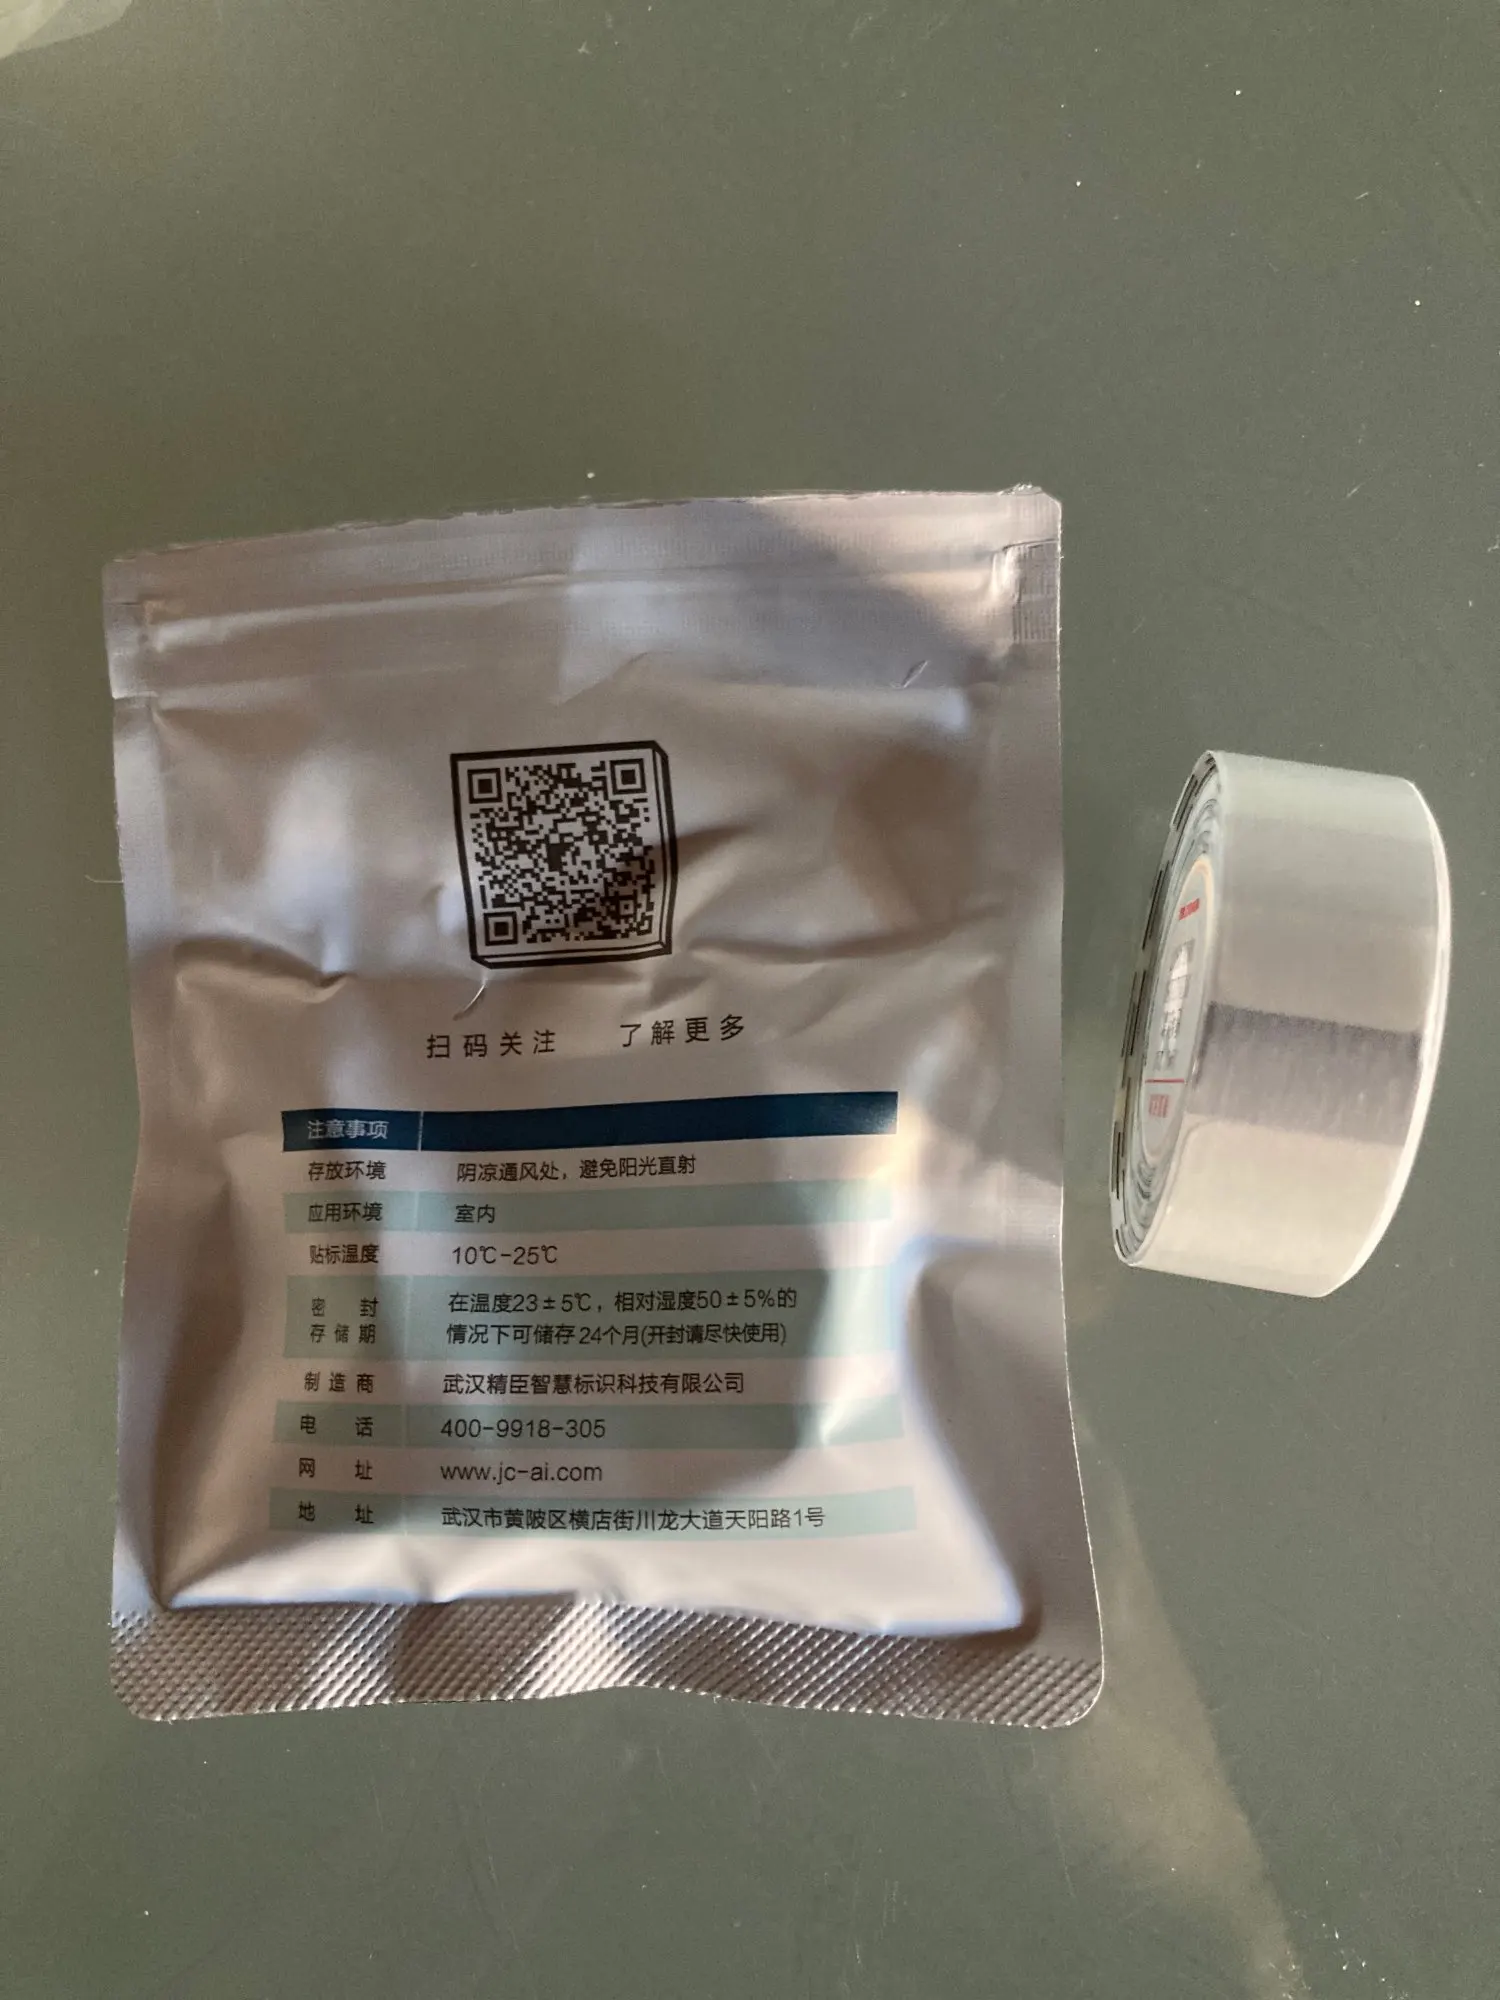 扫码关注 了解更多
注意事项
存放环境 阴凉通风处，避免阳光直射
应用环境 室内
贴标温度 10℃-25℃
密封 在温度23±5℃，相对湿度50±5%的
存储期 情况下可储存24个月(开封请尽快使用)
制造商 武汉精臣智慧标识科技有限公司
电话 400-9918-305
网址 www.jc-ai.com
地址 武汉市黄陂区横店街川龙大道天阳路1号